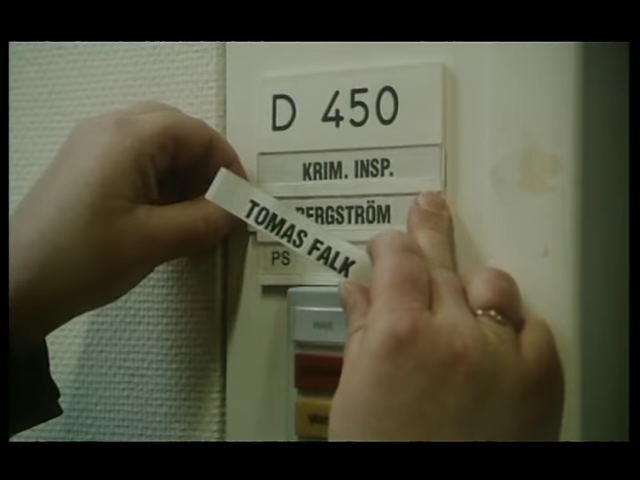 D 450
KRIM. INSP.
BERGSTRÖM
TOMAS FALK
PS